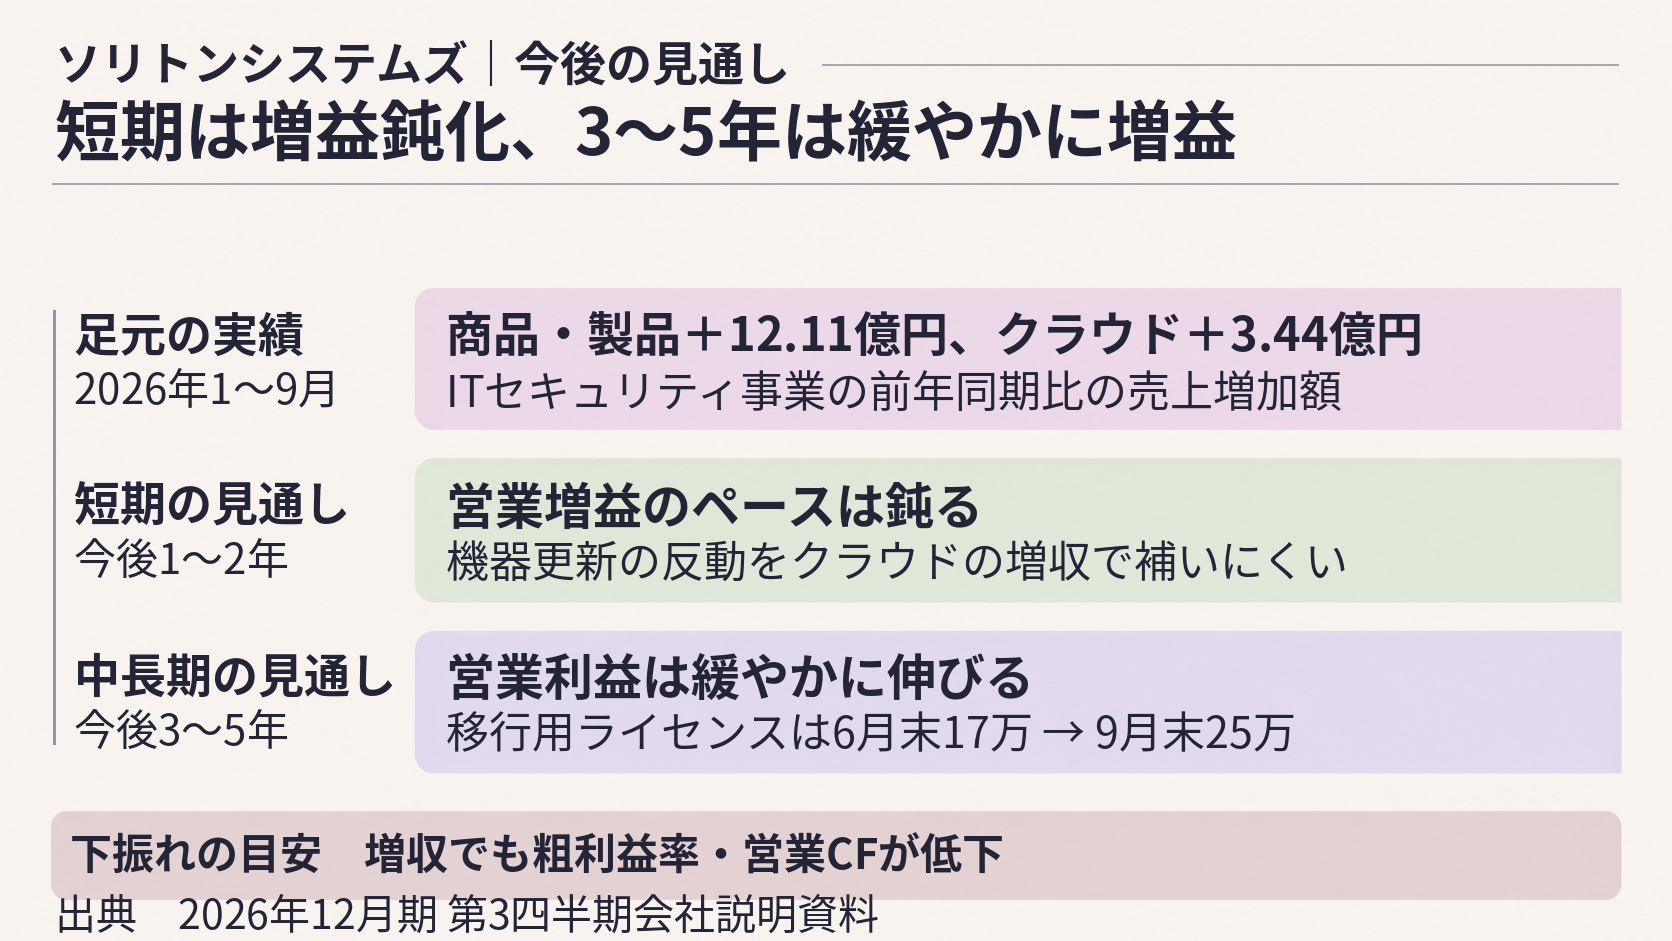 ソリトンシステムズ｜今後の見通し
短期は増益鈍化、3〜5年は緩やかに増益
足元の実績
2026年1〜9月
商品・製品＋12.11億円、クラウド＋3.44億円
ITセキュリティ事業の前年同期比の売上増加額
短期の見通し
今後1〜2年
営業増益のペースは鈍る
機器更新の反動をクラウドの増収で補いにくい
中長期の見通し
今後3〜5年
営業利益は緩やかに伸びる
移行用ライセンスは6月末17万 → 9月末25万
下振れの目安　増収でも粗利益率・営業CFが低下
出典　2026年12月期 第3四半期会社説明資料